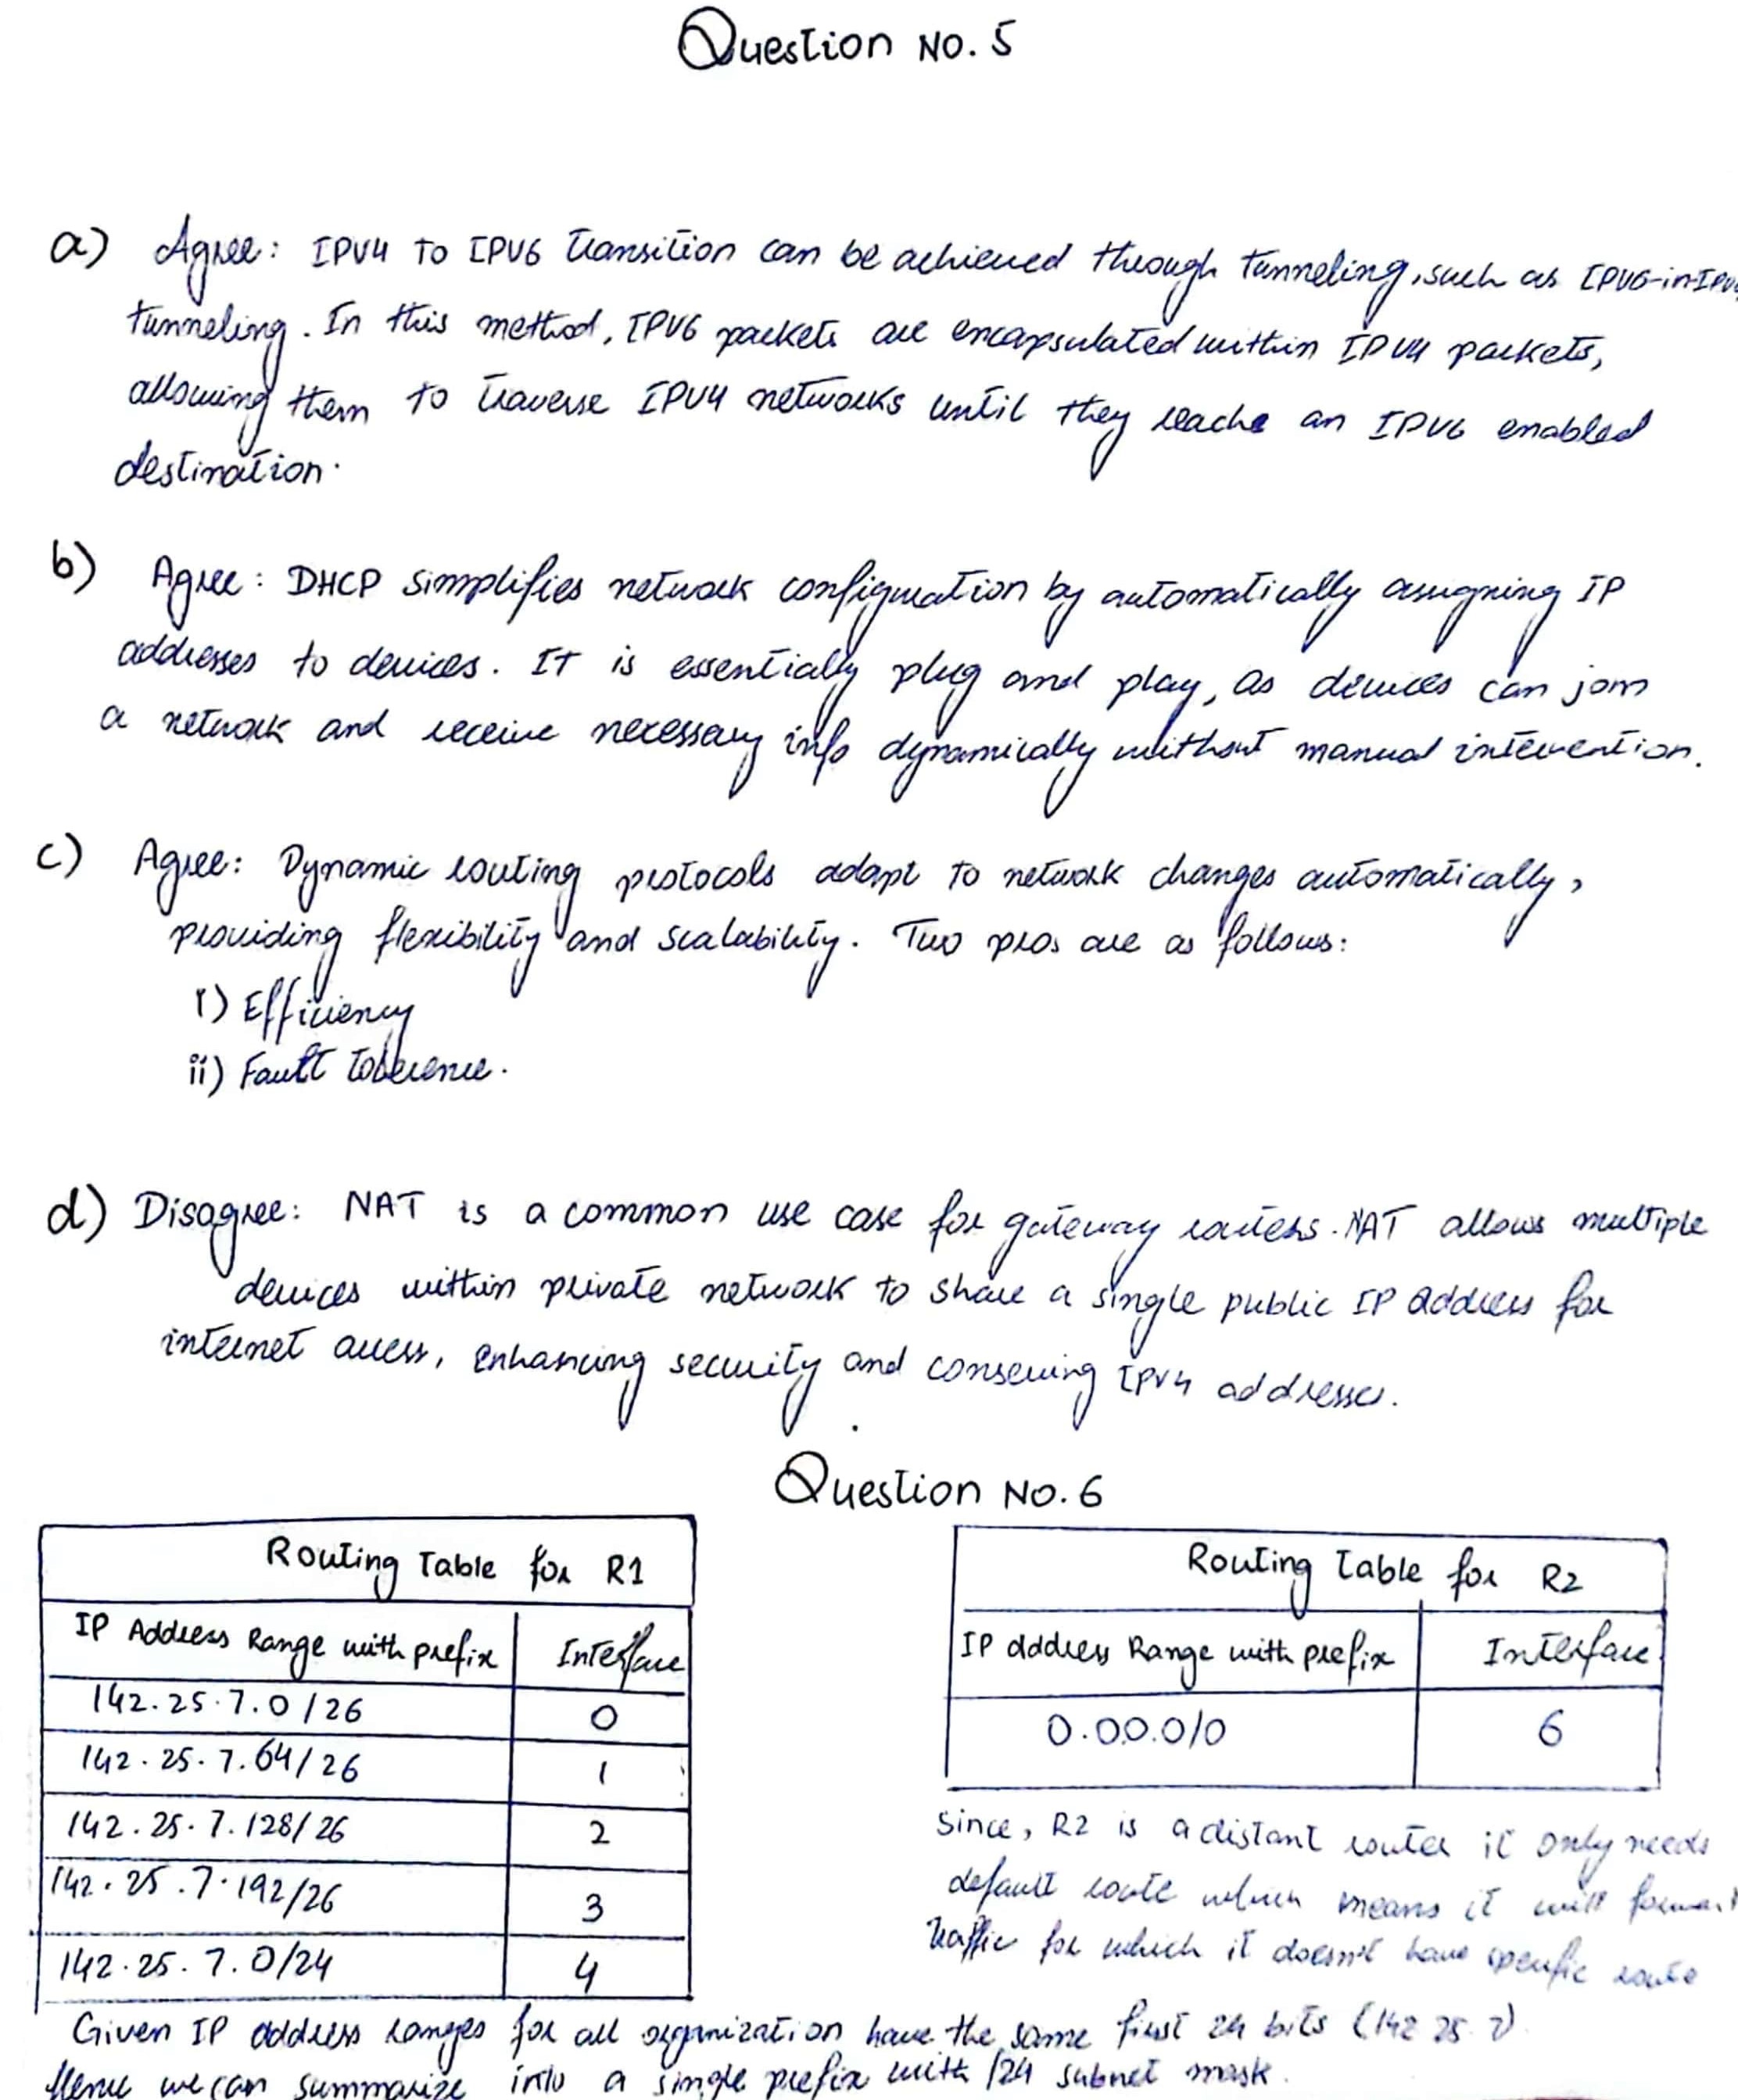 Question No. 5
a) Agree: IPV4 to IPV6 transition can be achieved through tunneling, such as IPV6-in-IPV
tunneling. In this method, IPV6 packets are encapsulated within IPV4 packets,
allowing them to traverse IPV4 networks until they reache an IPV6 enabled
destination.
b) Agree: DHCP simplifies network configuration by automatically assigning IP
addresses to devices. It is essentially plug and play, as devices can join
a network and receive necessary info dynamically without manual intervention.
c) Agree: Dynamic routing protocols adapt to network changes automatically,
providing flexibility and scalability. Two pros are as follows:
i) Efficiency
ii) Fault tolerence.
d) Disagree: NAT is a common use case for gateway routers. NAT allows multiple
devices within private network to share a single public IP address for
internet access, enhancing security and conserving IPV4 addresses.
Question No. 6
Routing Table for R1
IP Address Range with prefix Interface
142.25.7.0/26 0
142.25.7.64/26 1
142.25.7.128/26 2
142.25.7.192/26 3
142.25.7.0/24 4
Routing Table for R2
IP address Range with prefix Interface
0.0.0.0/0 6
Since, R2 is a distant router it only needs
default route which means it will forward
traffic for which it doesn't have specific route
Given IP address ranges for all organization have the same first 24 bits (142 25 7).
Hence we can summarize into a single prefix with /24 subnet mask.